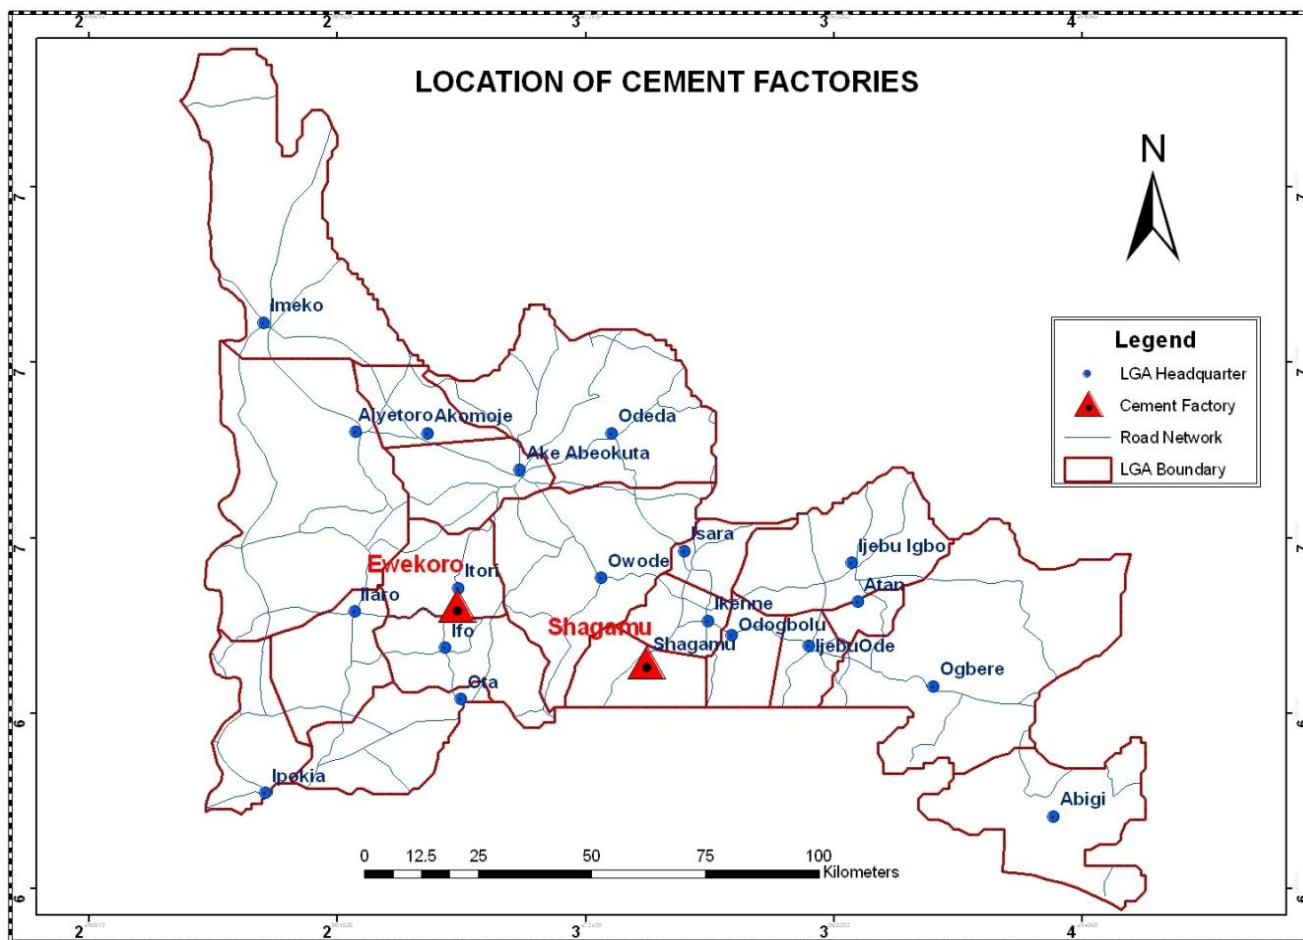 2 2 3 3 4
LOCATION OF CEMENT FACTORIES
N
7
Imeko
Legend
LGA Headquarter
Cement Factory
Road Network
LGA Boundary
7
Aiyetoro Akomoje Odeda
Ake Abeokuta
7
Isara
Ijebu Igbo
Ewekoro Itori Owode
Atan
Ilaro Ikenne
Ifo Shagamu Odogbolu
Shagamu IjebuOde
Ogbere
Ota
6
Ipokia
Abigi
0 12.5 25 50 75 100
Kilometers
6
2 2 3 3 4